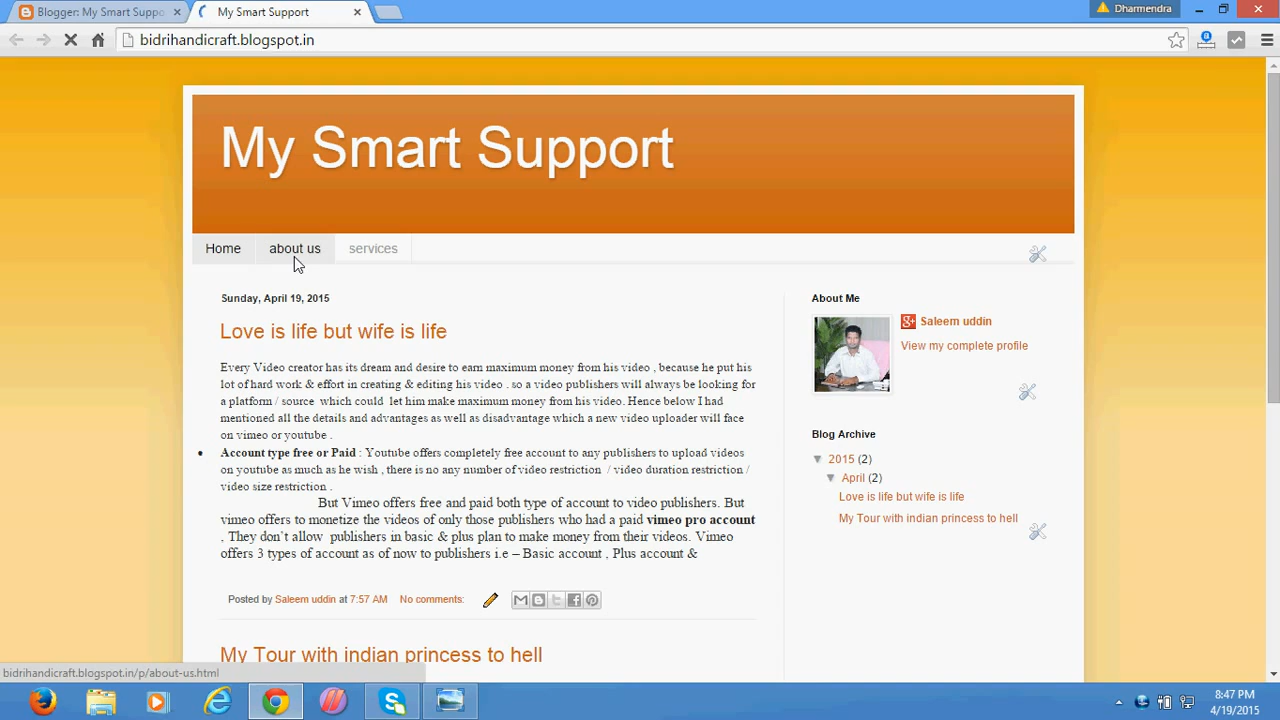 Blogger: My Smart Suppo
My Smart Support
Dharmendra
bidrihandicraft.blogspot.in
My Smart Support
Home
about us
services
Sunday, April 19, 2015
Love is life but wife is life
Every Video creator has its dream and desire to earn maximum money from his video , because he put his
lot of hard work & effort in creating & editing his video . so a video publishers will always be looking for
a platform / source  which could  let him make maximum money from his video. Hence below I had
mentioned all the details and advantages as well as disadvantage which a new video uploader will face
on vimeo or youtube .
• Account type free or Paid : Youtube offers completely free account to any publishers to upload videos
on youtube as much as he wish , there is no any number of video restriction  / video duration restriction /
video size restriction .
But Vimeo offers free and paid both type of account to video publishers. But
vimeo offers to monetize the videos of only those publishers who had a paid vimeo pro account
, They don't allow  publishers in basic & plus plan to make money from their videos. Vimeo
offers 3 types of account as of now to publishers i.e – Basic account , Plus account &
Posted by Saleem uddin at 7:57 AM No comments:
My Tour with indian princess to hell
About Me
Saleem uddin
View my complete profile
Blog Archive
▼ 2015 (2)
▼ April (2)
Love is life but wife is life
My Tour with indian princess to hell
bidrihandicraft.blogspot.in/p/about-us.html
8:47 PM
4/19/2015